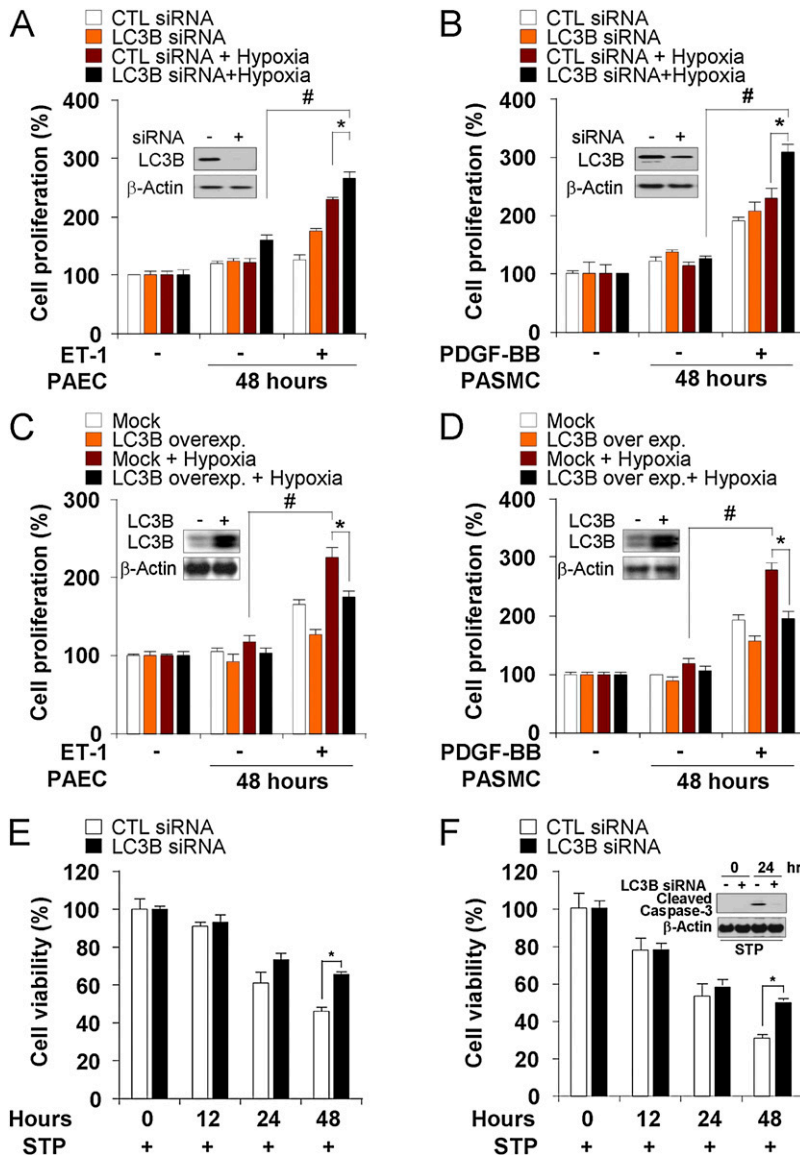 A
CTL siRNA
LC3B siRNA
CTL siRNA + Hypoxia
LC3B siRNA+Hypoxia
Cell proliferation (%)
400
300
200
100
0
siRNA - +
LC3B
β-Actin
#
*
ET-1 - - +
PAEC 48 hours
B
CTL siRNA
LC3B siRNA
CTL siRNA + Hypoxia
LC3B siRNA+Hypoxia
Cell proliferation (%)
400
300
200
100
0
siRNA - +
LC3B
β-Actin
#
*
PDGF-BB - - +
PASMC 48 hours
C
Mock
LC3B overexp.
Mock + Hypoxia
LC3B overexp. + Hypoxia
Cell proliferation (%)
300
200
100
0
LC3B - +
LC3B
β-Actin
#
*
ET-1 - - +
PAEC 48 hours
D
Mock
LC3B over exp.
Mock + Hypoxia
LC3B over exp.+ Hypoxia
Cell proliferation (%)
400
300
200
100
0
LC3B - +
LC3B
β-Actin
#
*
PDGF-BB - - +
PASMC 48 hours
E
CTL siRNA
LC3B siRNA
Cell viability (%)
120
100
80
60
40
20
0
*
Hours 0 12 24 48
STP + + + +
F
CTL siRNA
LC3B siRNA
Cell viability (%)
120
100
80
60
40
20
0
0 24 hr
LC3B siRNA - + - +
Cleaved
Caspase-3
β-Actin
STP
*
Hours 0 12 24 48
STP + + + +